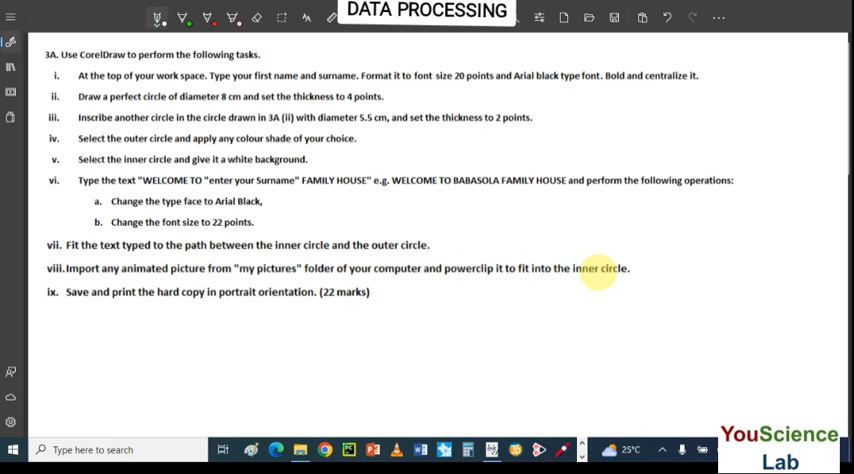 DATA PROCESSING
3A. Use CorelDraw to perform the following tasks.
i. At the top of your work space. Type your first name and surname. Format it to font size 20 points and Arial black type font. Bold and centralize it.
ii. Draw a perfect circle of diameter 8 cm and set the thickness to 4 points.
iii. Inscribe another circle in the circle drawn in 3A (ii) with diameter 5.5 cm, and set the thickness to 2 points.
iv. Select the outer circle and apply any colour shade of your choice.
v. Select the inner circle and give it a white background.
vi. Type the text "WELCOME TO "enter your Surname" FAMILY HOUSE" e.g. WELCOME TO BABASOLA FAMILY HOUSE and perform the following operations:
a. Change the type face to Arial Black,
b. Change the font size to 22 points.
vii. Fit the text typed to the path between the inner circle and the outer circle.
viii. Import any animated picture from "my pictures" folder of your computer and powerclip it to fit into the inner circle.
ix. Save and print the hard copy in portrait orientation. (22 marks)
Type here to search
25°C
YouScience
Lab